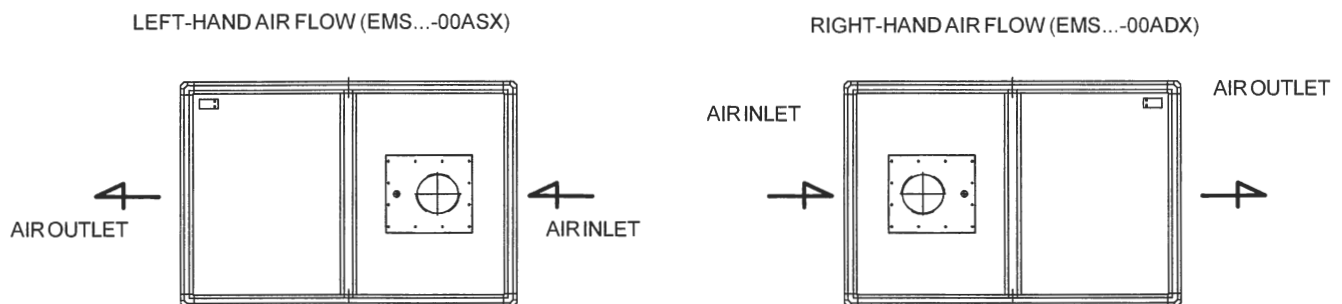 LEFT-HAND AIR FLOW (EMS...-00ASX)
AIR OUTLET
AIR INLET
RIGHT-HAND AIR FLOW (EMS...-00ADX)
AIR INLET
AIR OUTLET